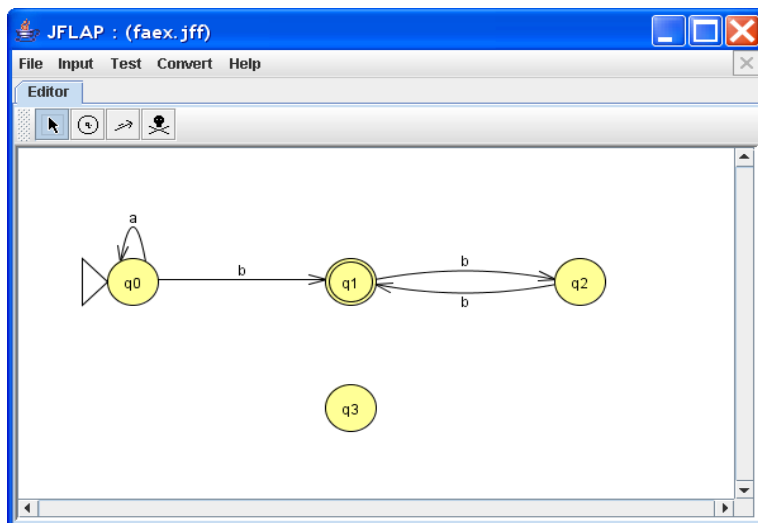 JFLAP : (faex.jff)
File Input Test Convert Help
Editor
a
b
b
q0
q1
q2
b
q3